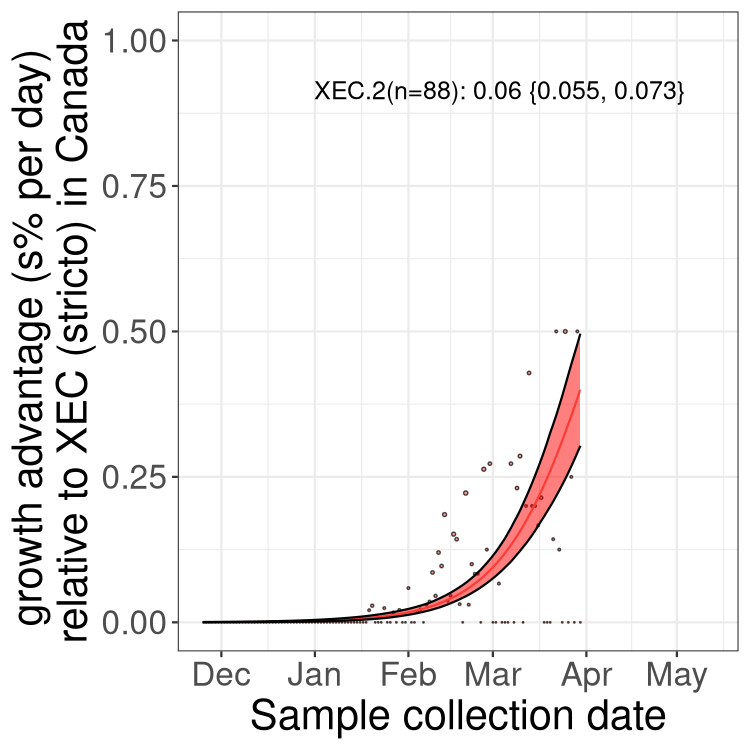 growth advantage (s% per day)
relative to XEC (stricto) in Canada
1.00
0.75
0.50
0.25
0.00
XEC.2(n=88): 0.06 {0.055, 0.073}
Dec Jan Feb Mar Apr May
Sample collection date